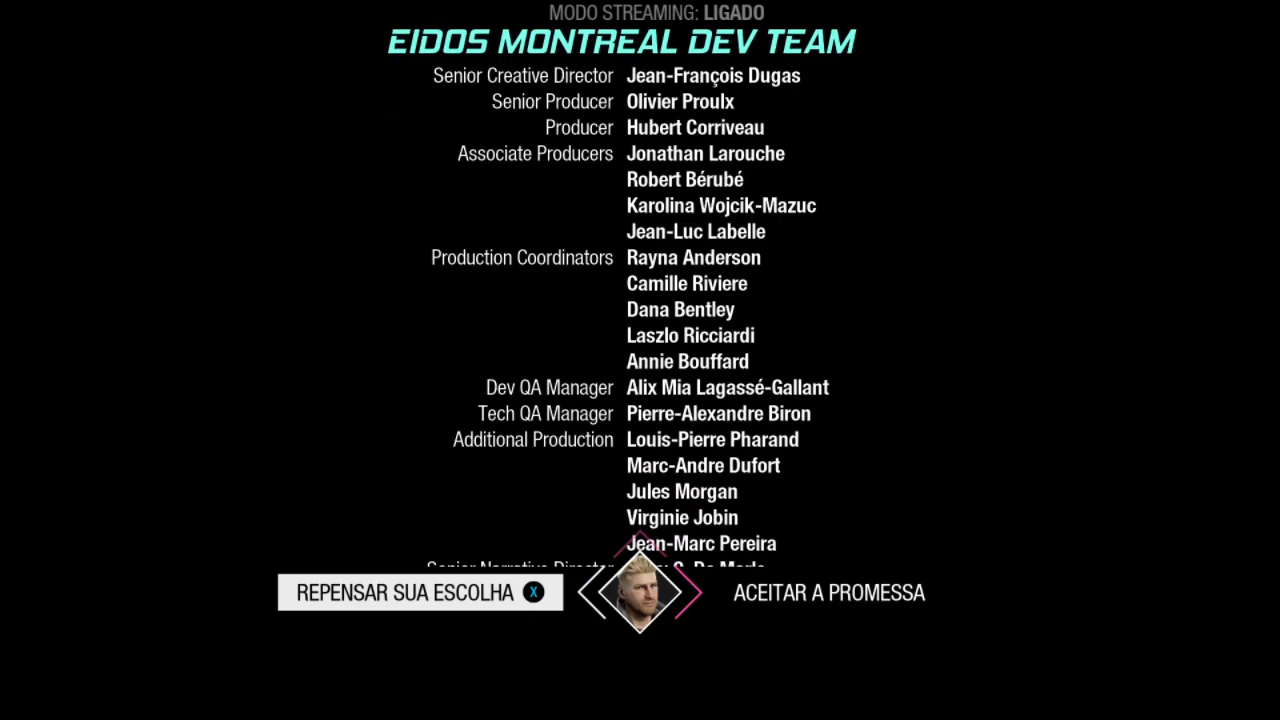 MODO STREAMING: LIGADO
EIDOS MONTREAL DEV TEAM
Senior Creative Director Jean-François Dugas
Senior Producer Olivier Proulx
Producer Hubert Corriveau
Associate Producers Jonathan Larouche
Robert Bérubé
Karolina Wojcik-Mazuc
Jean-Luc Labelle
Production Coordinators Rayna Anderson
Camille Riviere
Dana Bentley
Laszlo Ricciardi
Annie Bouffard
Dev QA Manager Alix Mia Lagassé-Gallant
Tech QA Manager Pierre-Alexandre Biron
Additional Production Louis-Pierre Pharand
Marc-Andre Dufort
Jules Morgan
Virginie Jobin
Jean-Marc Pereira
Senior Narrative Director
REPENSAR SUA ESCOLHA X ACEITAR A PROMESSA